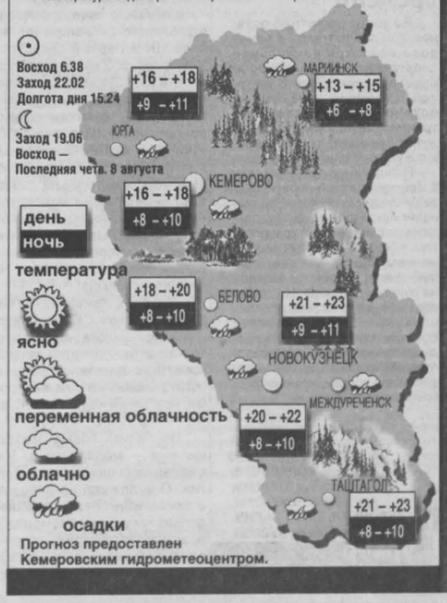 Восход 6.38
Заход 22.02
Долгота дня 15.24
Заход 19.06
Восход —
Последняя четв. 8 августа
+16 – +18
+9 – +11
МАРИИНСК
+13 – +15
+6 – +8
ЮРГА
КЕМЕРОВО
+16 – +18
+8 – +10
день
ночь
температура
+18 – +20
+8 – +10
БЕЛОВО
+21 – +23
+9 – +11
ясно
НОВОКУЗНЕЦК
МЕЖДУРЕЧЕНСК
переменная облачность
+20 – +22
+8 – +10
облачно
ТАШТАГОЛ
+21 – +23
+8 – +10
осадки
Прогноз предоставлен
Кемеровским гидрометеоцентром.